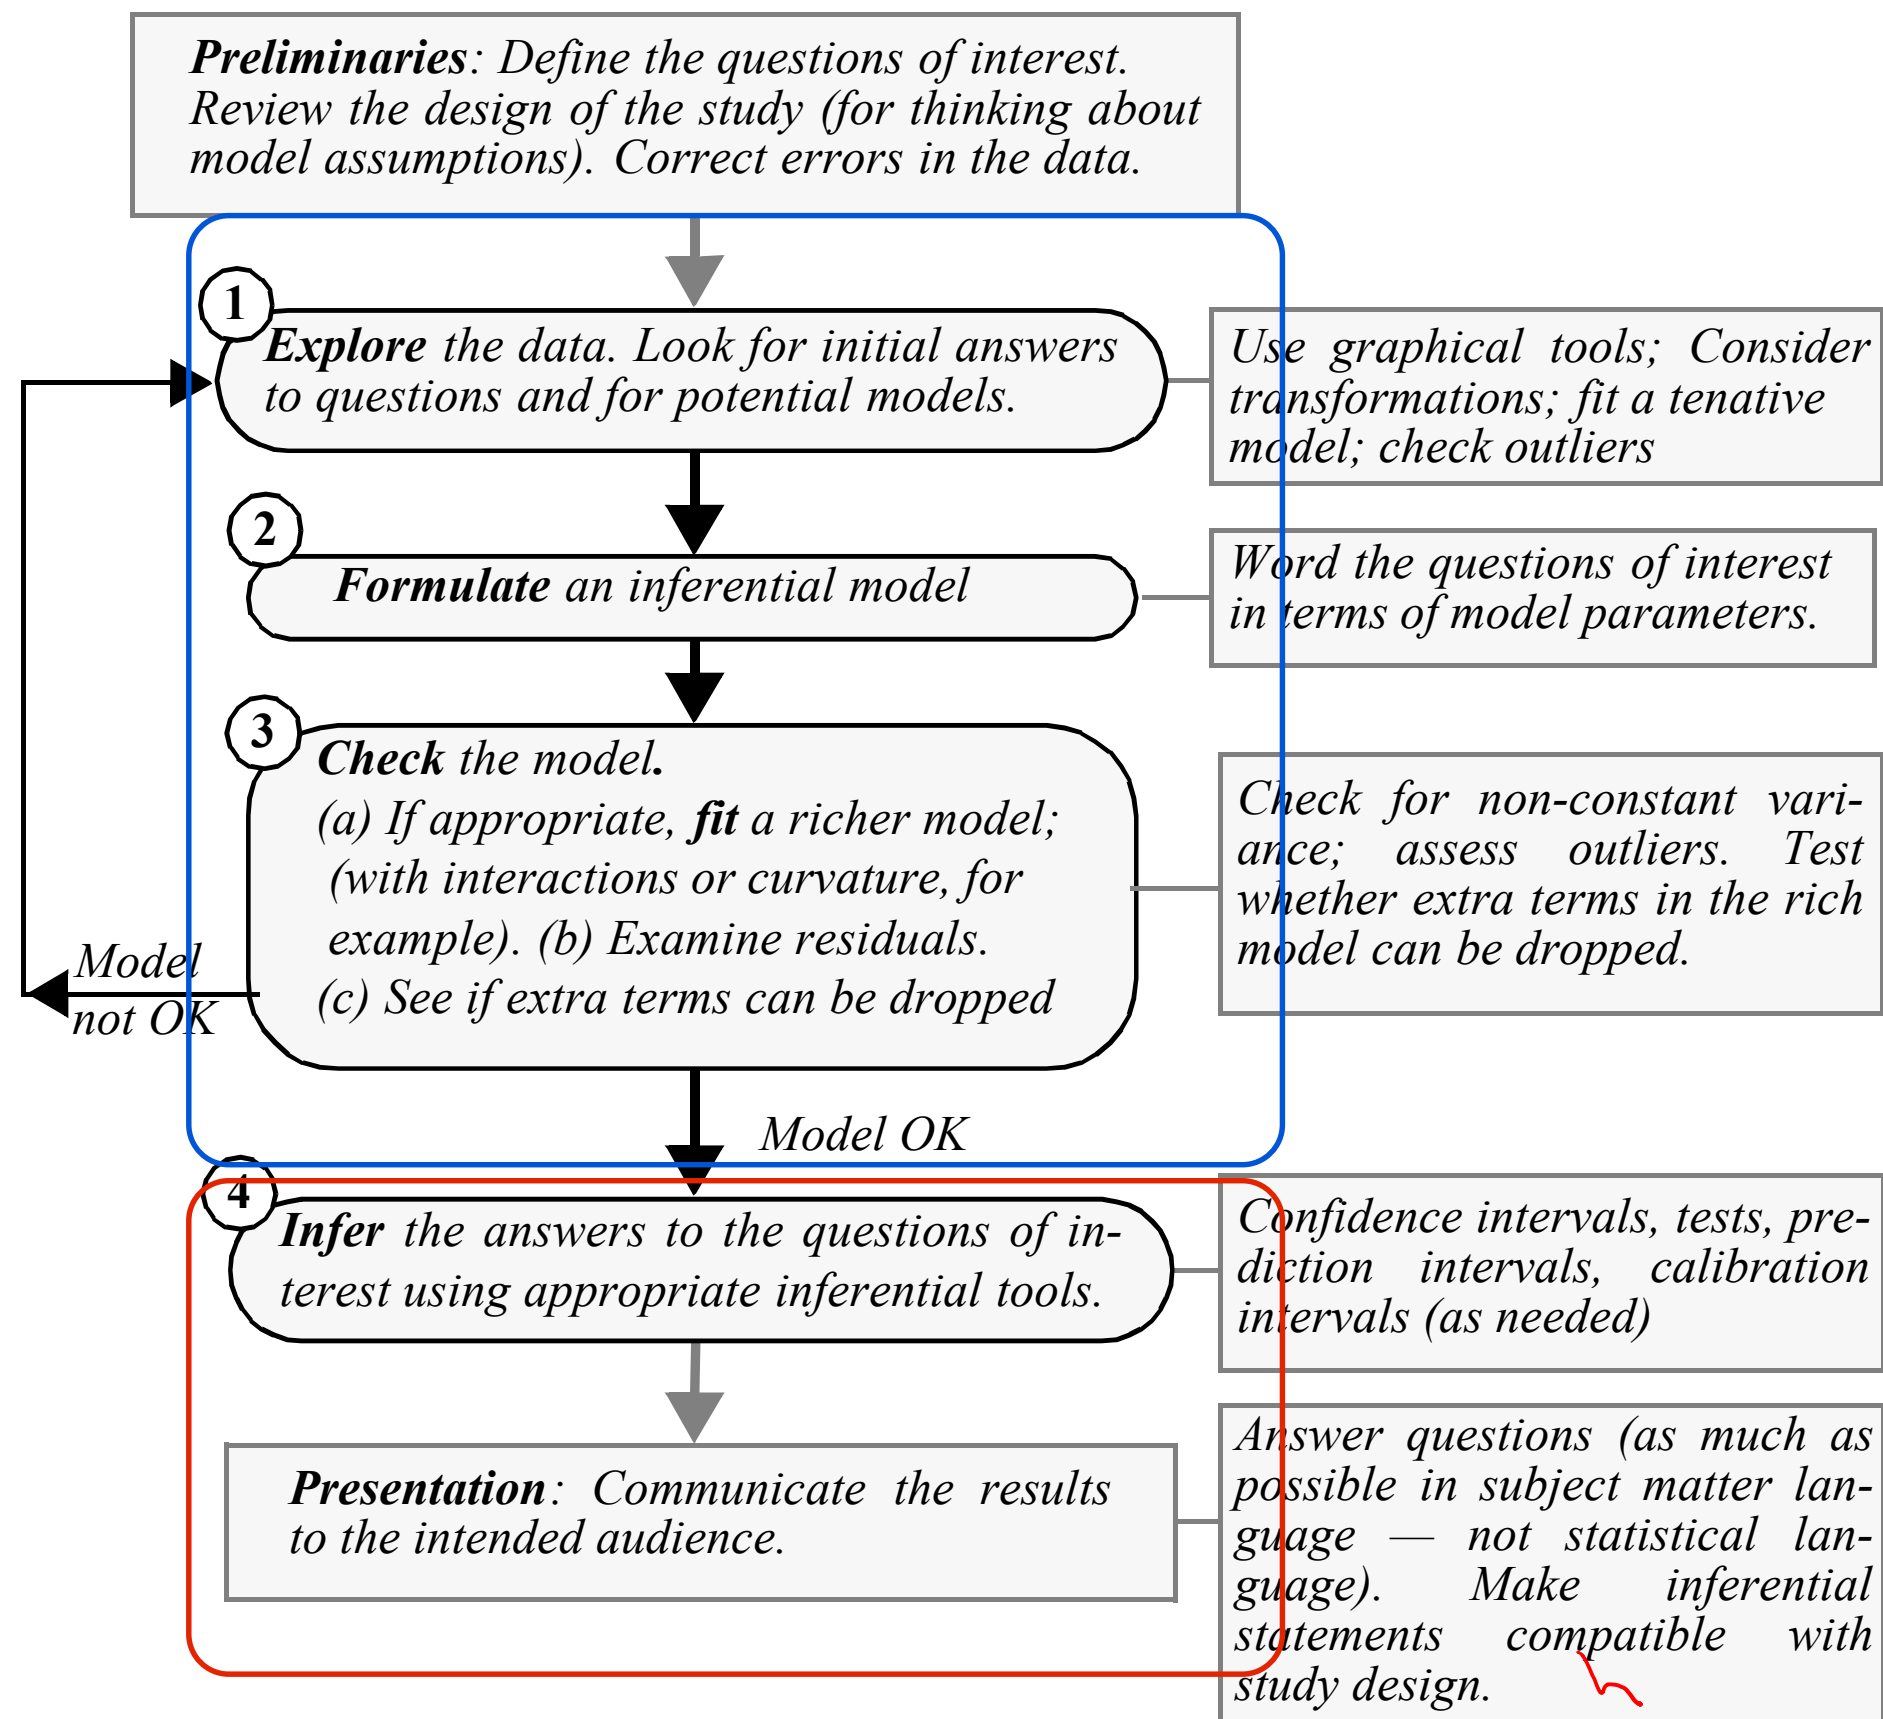 Preliminaries: Define the questions of interest.
Review the design of the study (for thinking about
model assumptions). Correct errors in the data.
1
Explore the data. Look for initial answers
to questions and for potential models.
Use graphical tools; Consider
transformations; fit a tenative
model; check outliers
2
Formulate an inferential model
Word the questions of interest
in terms of model parameters.
3
Check the model.
(a) If appropriate, fit a richer model;
(with interactions or curvature, for
example). (b) Examine residuals.
(c) See if extra terms can be dropped
Check for non-constant vari-
ance; assess outliers. Test
whether extra terms in the rich
model can be dropped.
Model
not OK
Model OK
4
Infer the answers to the questions of in-
terest using appropriate inferential tools.
Confidence intervals, tests, pre-
diction intervals, calibration
intervals (as needed)
Presentation: Communicate the results
to the intended audience.
Answer questions (as much as
possible in subject matter lan-
guage — not statistical lan-
guage). Make inferential
statements compatible with
study design.